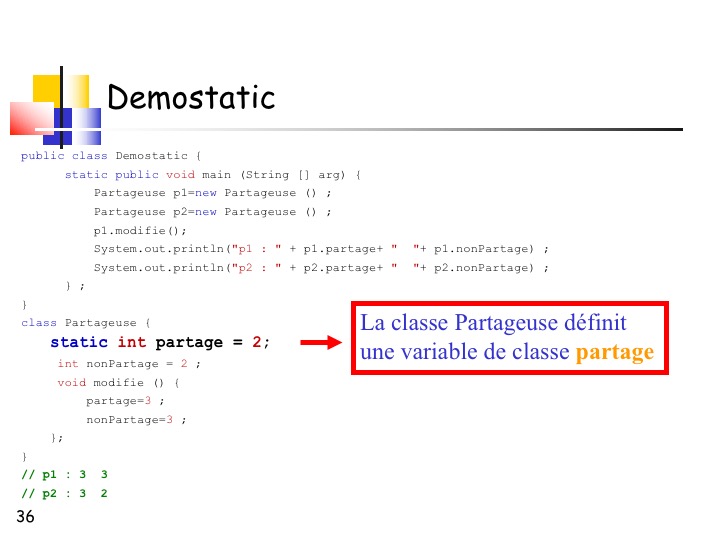 Demostatic
public class Demostatic {
static public void main (String [] arg) {
Partageuse p1=new Partageuse () ;
Partageuse p2=new Partageuse () ;
p1.modifie();
System.out.println("p1 : " + p1.partage+ "  "+ p1.nonPartage) ;
System.out.println("p2 : " + p2.partage+ "  "+ p2.nonPartage) ;
} ;
}
class Partageuse {
static int partage = 2;
int nonPartage = 2 ;
void modifie () {
partage=3 ;
nonPartage=3 ;
};
}
// p1 : 3  3
// p2 : 3  2
La classe Partageuse définit
une variable de classe partage
36